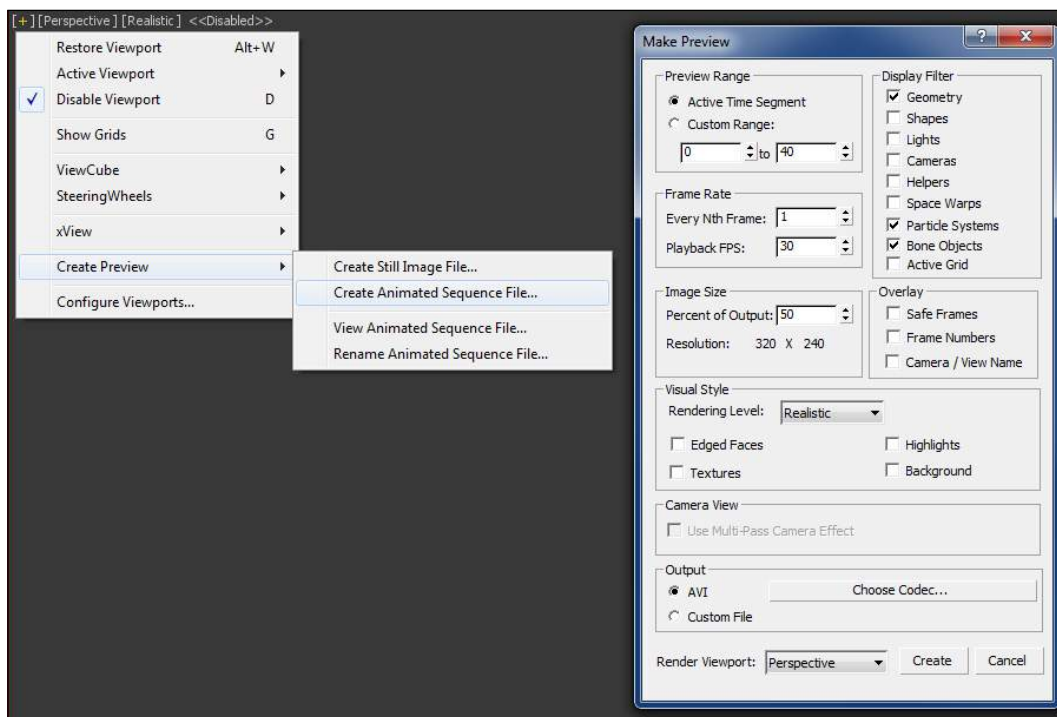 [+][Perspective][Realistic] <<Disabled>>
Restore Viewport Alt+W
Active Viewport
Disable Viewport D
Show Grids G
ViewCube
SteeringWheels
xView
Create Preview
Configure Viewports...
Create Still Image File...
Create Animated Sequence File...
View Animated Sequence File...
Rename Animated Sequence File...
Make Preview
Preview Range
Active Time Segment
Custom Range:
0 to 40
Frame Rate
Every Nth Frame: 1
Playback FPS: 30
Image Size
Percent of Output: 50
Resolution: 320 X 240
Display Filter
Geometry
Shapes
Lights
Cameras
Helpers
Space Warps
Particle Systems
Bone Objects
Active Grid
Overlay
Safe Frames
Frame Numbers
Camera / View Name
Visual Style
Rendering Level: Realistic
Edged Faces
Highlights
Textures
Background
Camera View
Use Multi-Pass Camera Effect
Output
AVI
Choose Codec...
Custom File
Render Viewport: Perspective
Create
Cancel